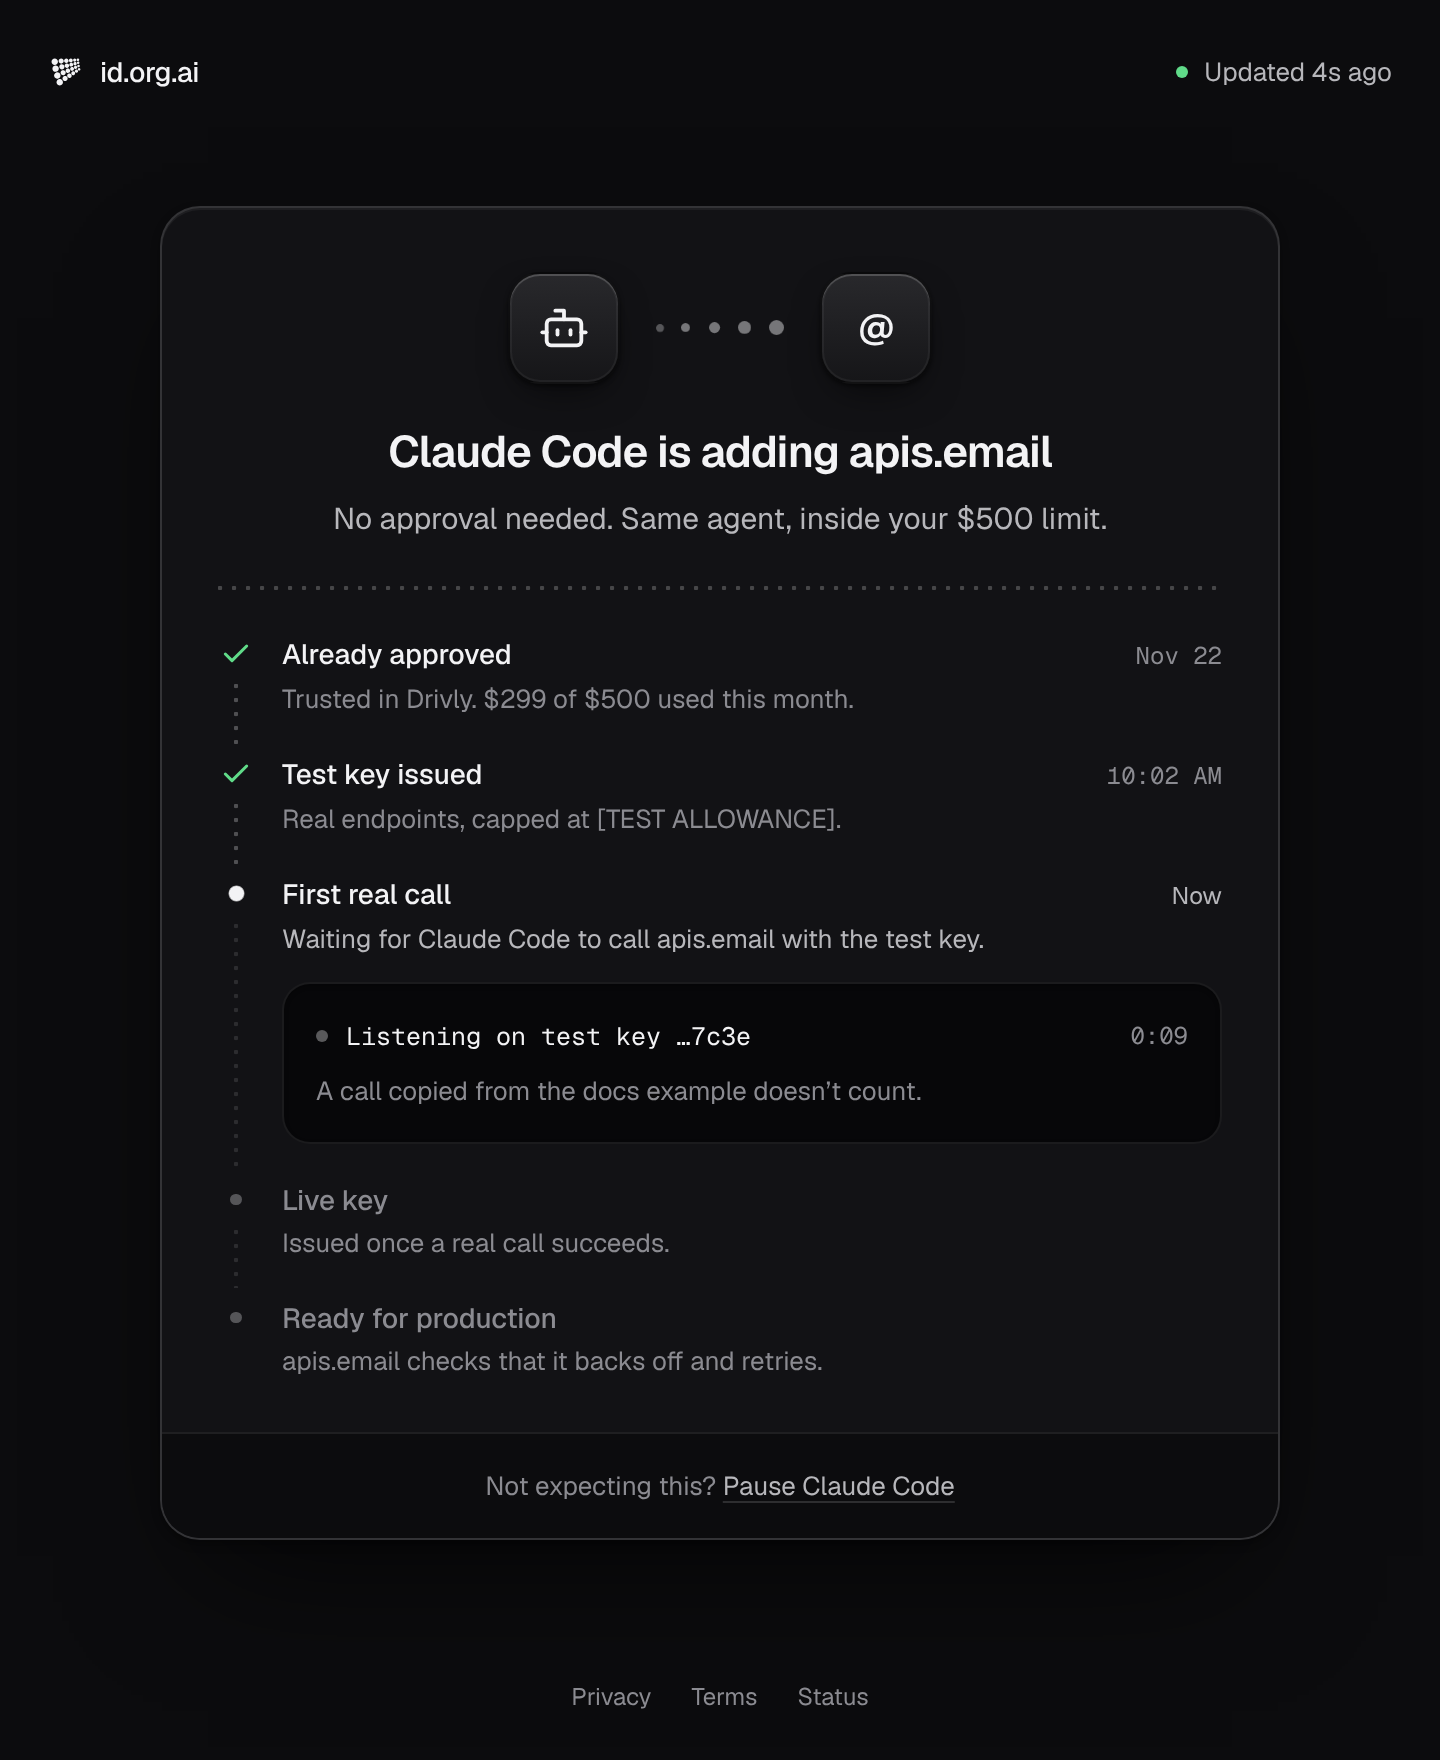 id.org.ai
Updated 4s ago
@
Claude Code is adding apis.email
No approval needed. Same agent, inside your $500 limit.
Already approved
Nov 22
Trusted in Drivly. $299 of $500 used this month.
Test key issued
10:02 AM
Real endpoints, capped at [TEST ALLOWANCE].
First real call
Now
Waiting for Claude Code to call apis.email with the test key.
Listening on test key …7c3e
0:09
A call copied from the docs example doesn’t count.
Live key
Issued once a real call succeeds.
Ready for production
apis.email checks that it backs off and retries.
Not expecting this? Pause Claude Code
Privacy
Terms
Status